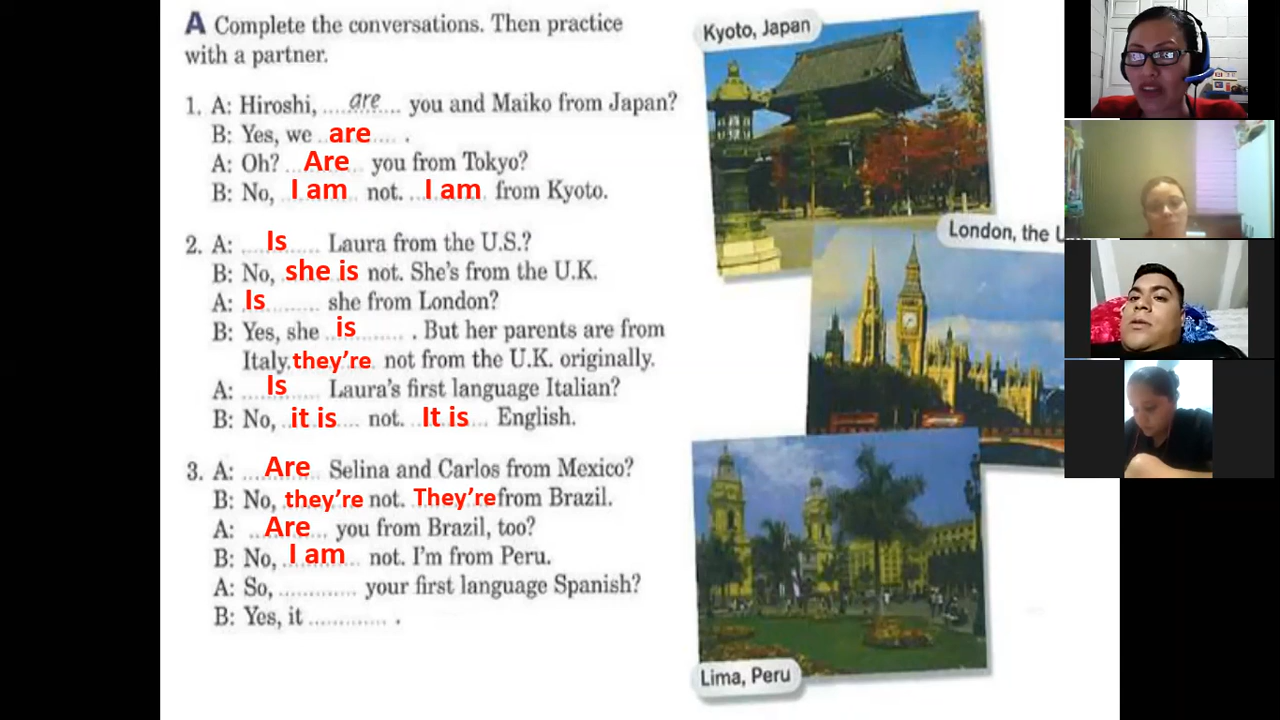 A Complete the conversations. Then practice
with a partner.
1. A: Hiroshi, ....are.... you and Maiko from Japan?
B: Yes, we are .
A: Oh? Are you from Tokyo?
B: No, I am not. I am from Kyoto.
2. A: Is Laura from the U.S.?
B: No, she is not. She's from the U.K.
A: Is she from London?
B: Yes, she is . But her parents are from
Italy. they're not from the U.K. originally.
A: Is Laura's first language Italian?
B: No, it is not. It is English.
3. A: Are Selina and Carlos from Mexico?
B: No, they're not. They're from Brazil.
A: Are you from Brazil, too?
B: No, I am not. I'm from Peru.
A: So, ............. your first language Spanish?
B: Yes, it ............. .
Kyoto, Japan
London, the
Lima, Peru